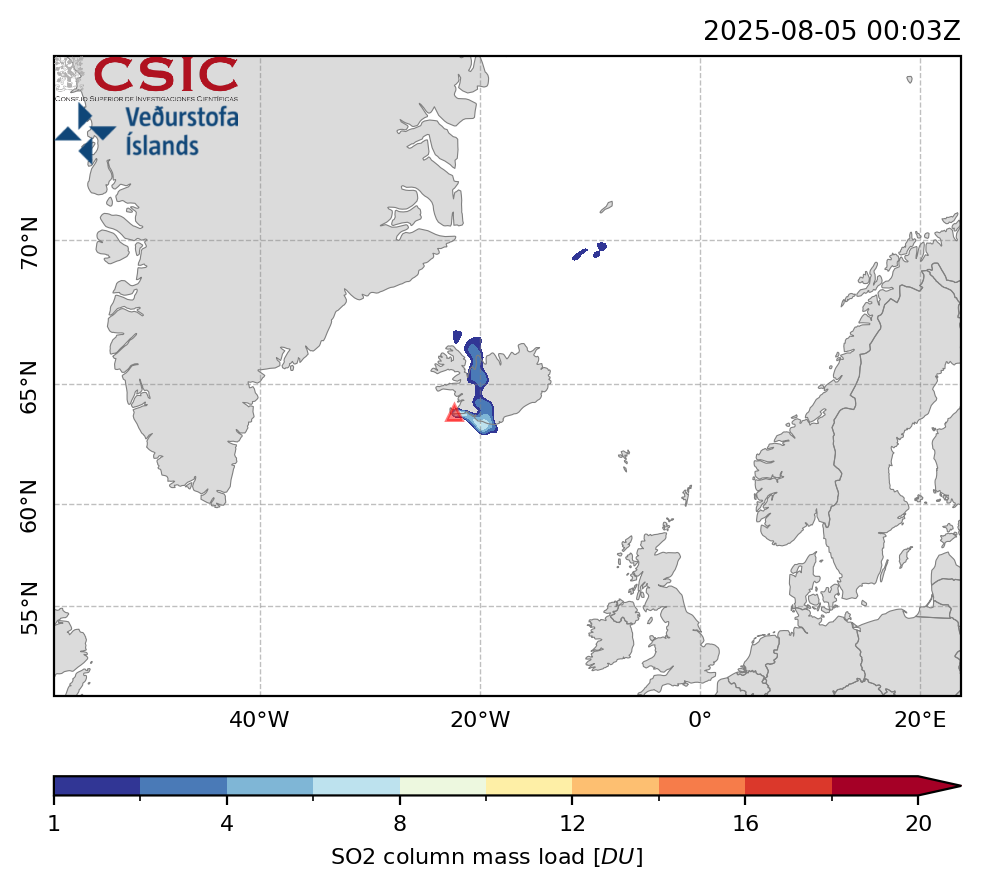 2025-08-05 00:03Z
CSIC
CONSEJO SUPERIOR DE INVESTIGACIONES CIENTÍFICAS
Veðurstofa
Íslands
70°N
65°N
60°N
55°N
40°W 20°W 0° 20°E
1 4 8 12 16 20
SO2 column mass load [DU]